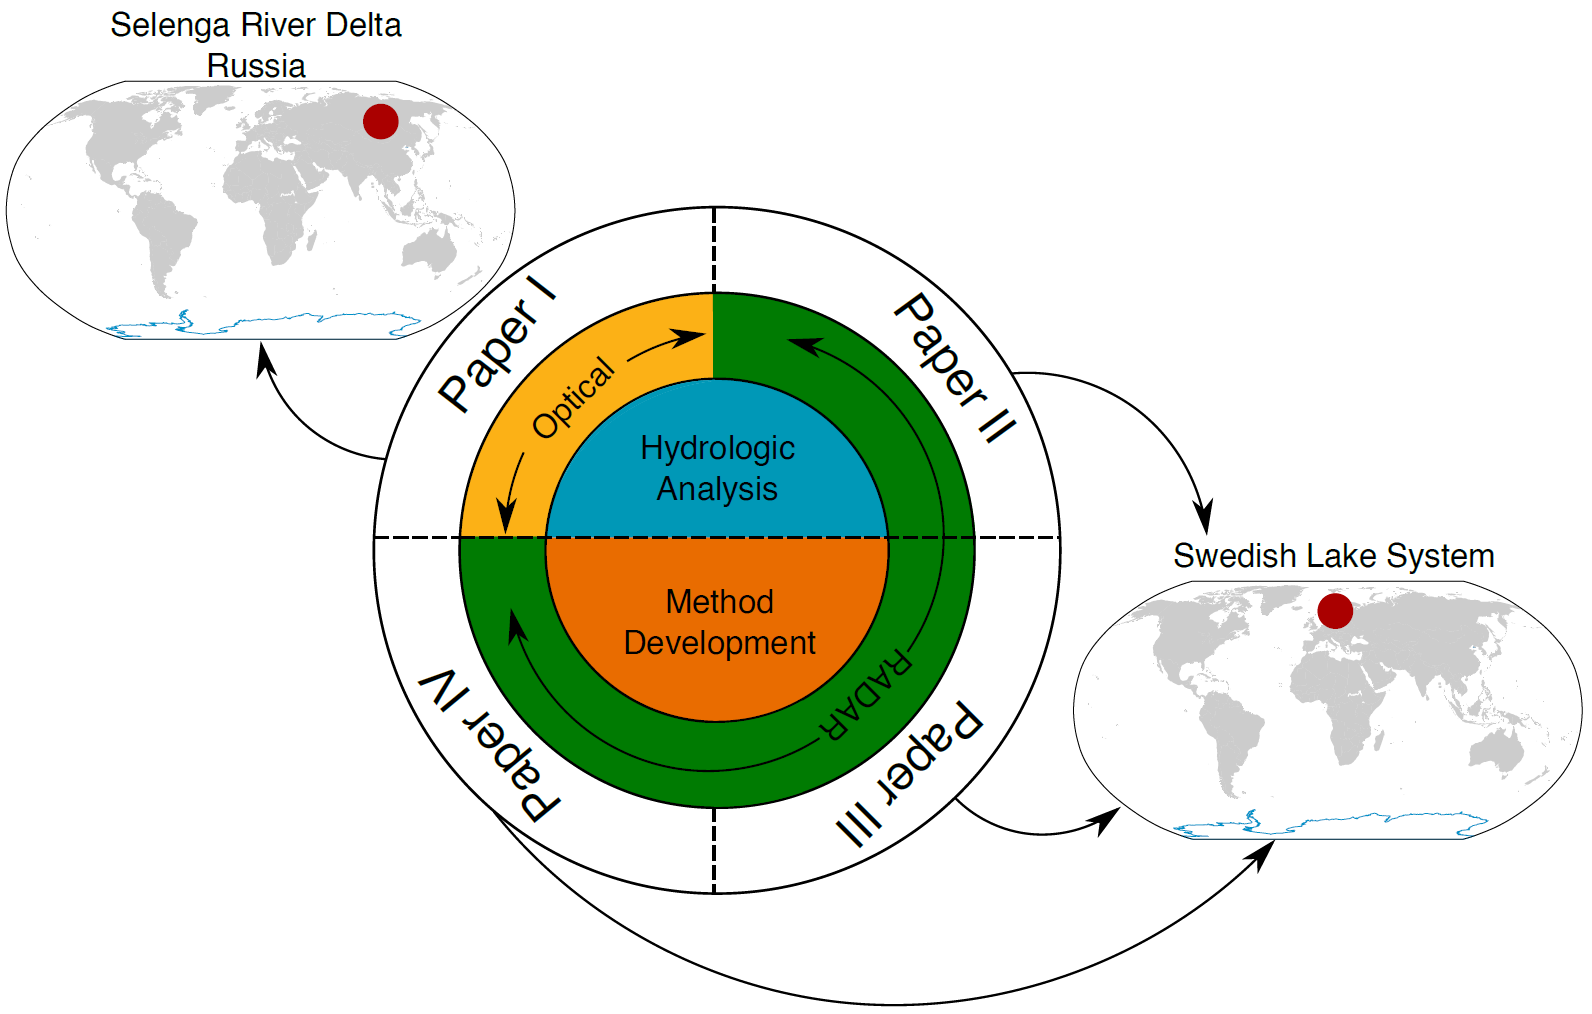 Selenga River Delta
Russia
Paper I
Paper II
Optical
Hydrologic
Analysis
Swedish Lake System
Method
Development
RADAR
Paper IV
Paper III